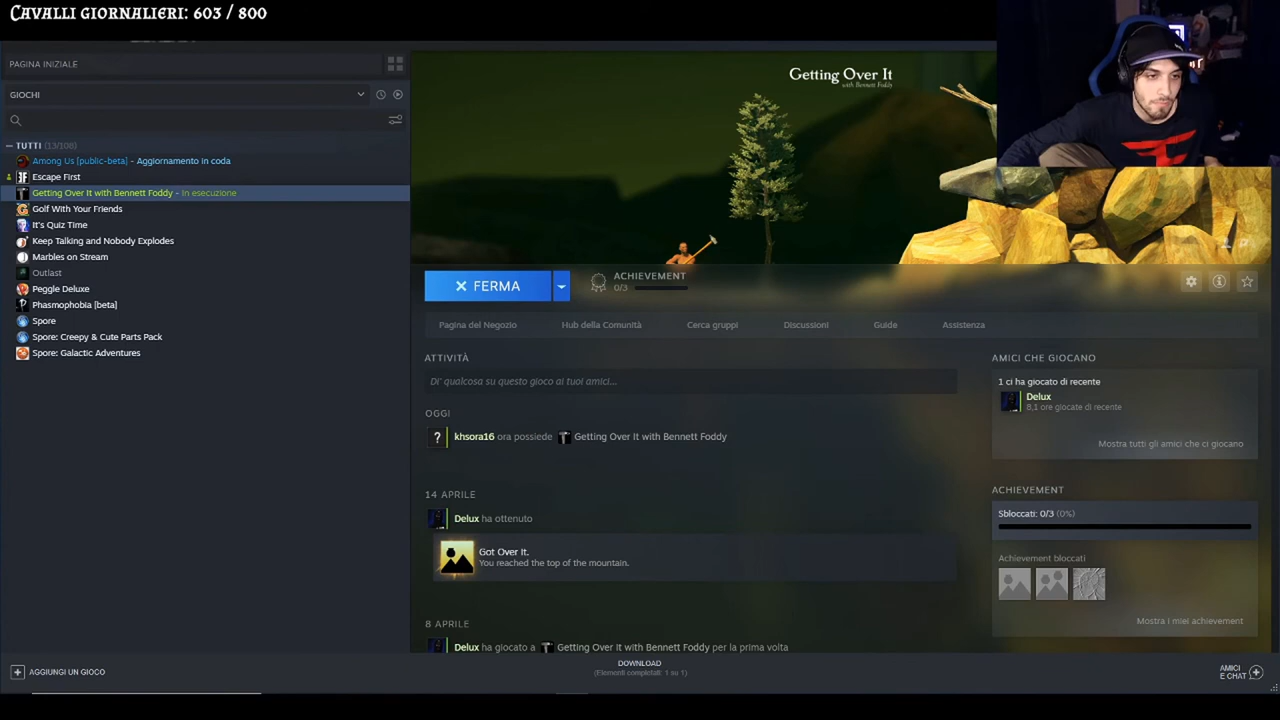 Cavalli giornalieri: 603 / 800
PAGINA INIZIALE
GIOCHI
TUTTI (13/108)
Among Us [public-beta] - Aggiornamento in coda
Escape First
Getting Over It with Bennett Foddy - In esecuzione
Golf With Your Friends
It's Quiz Time
Keep Talking and Nobody Explodes
Marbles on Stream
Outlast
Peggle Deluxe
Phasmophobia [beta]
Spore
Spore: Creepy & Cute Parts Pack
Spore: Galactic Adventures
AGGIUNGI UN GIOCO
Getting Over It
with Bennett Foddy
FERMA
ACHIEVEMENT
0/3
Pagina del Negozio
Hub della Comunità
Cerca gruppi
Discussioni
Guide
Assistenza
ATTIVITÀ
Di' qualcosa su questo gioco ai tuoi amici...
OGGI
khsora16 ora possiede Getting Over It with Bennett Foddy
14 APRILE
Delux ha ottenuto
Got Over It.
You reached the top of the mountain.
8 APRILE
Delux ha giocato a Getting Over It with Bennett Foddy per la prima volta
AMICI CHE GIOCANO
1 ci ha giocato di recente
Delux
8,1 ore giocate di recente
Mostra tutti gli amici che ci giocano
ACHIEVEMENT
Sbloccati: 0/3 (0%)
Achievement bloccati
Mostra i miei achievement
DOWNLOAD
(Elementi completati: 1 su 1)
AMICI
E CHAT